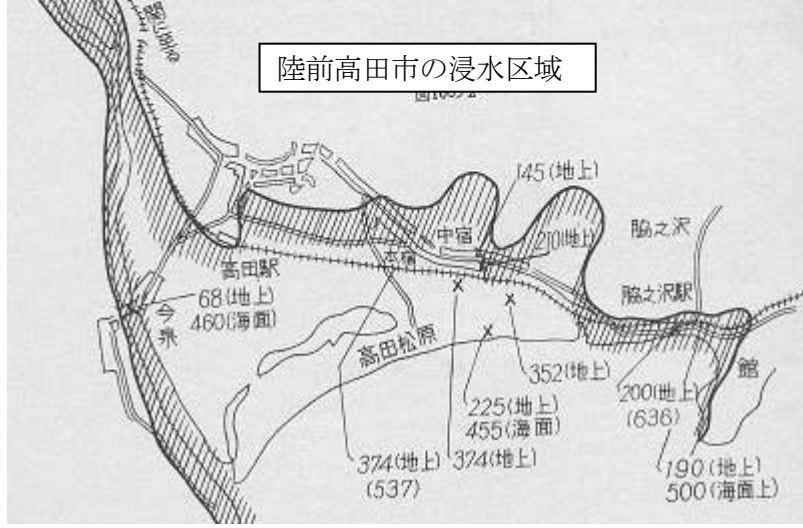 陸前高田市の浸水区域
145(地上)
中宿
210(地上)
脇之沢
本宿
高田駅
脇之沢駅
68(地上)
460(海面)
今泉
高田松原
352(地上)
館
225(地上)
455(海面)
200(地上)
(636)
374(地上)
(537)
374(地上)
190(地上)
500(海面上)